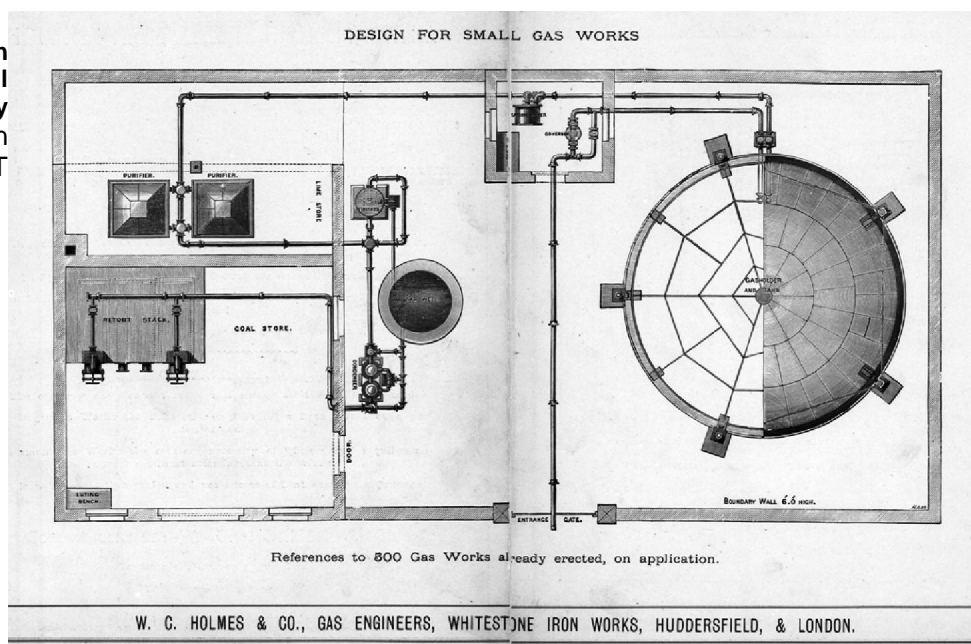 n
l
y
n
T
DESIGN FOR SMALL GAS WORKS
GOVERNOR
PURIFIER. PURIFIER.
LIME STORE
GASHOLDER
AND TANK
RETORT STACK.
COAL STORE.
CONDENSER
DOOR.
LUTING
BENCH
BOUNDARY WALL 6.6 HIGH.
ENTRANCE GATE.
References to 500 Gas Works already erected, on application.
W. C. HOLMES & CO., GAS ENGINEERS, WHITESTONE IRON WORKS, HUDDERSFIELD, & LONDON.